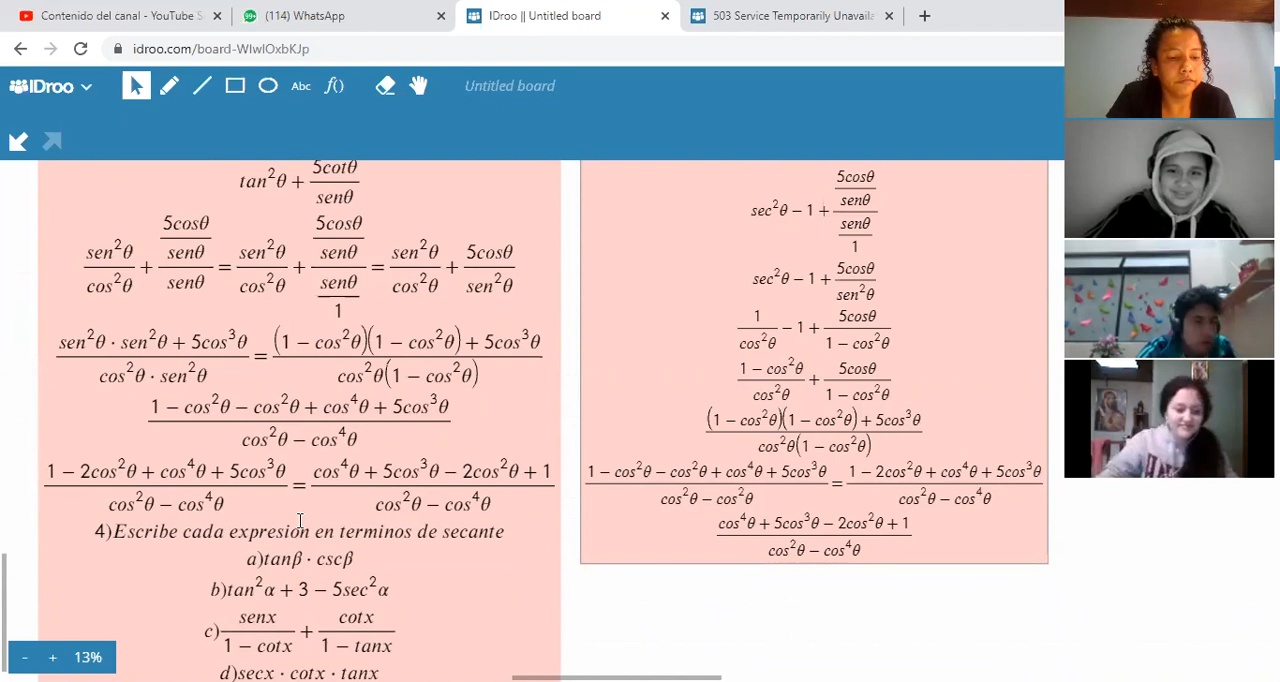 Contenido del canal - YouTube S
(114) WhatsApp
IDroo || Untitled board
503 Service Temporarily Unavaila
idroo.com/board-WIwIOxbKJp
IDroo
Abc
f()
Untitled board
tan²θ + 5cotθ/senθ
sen²θ/cos²θ + (5cosθ/senθ)/senθ = sen²θ/cos²θ + (5cosθ/senθ)/(senθ/1) = sen²θ/cos²θ + 5cosθ/sen²θ
(sen²θ · sen²θ + 5cos³θ)/(cos²θ · sen²θ) = ((1 − cos²θ)(1 − cos²θ) + 5cos³θ)/(cos²θ(1 − cos²θ))
(1 − cos²θ − cos²θ + cos⁴θ + 5cos³θ)/(cos²θ − cos⁴θ)
(1 − 2cos²θ + cos⁴θ + 5cos³θ)/(cos²θ − cos⁴θ) = (cos⁴θ + 5cos³θ − 2cos²θ + 1)/(cos²θ − cos⁴θ)
4)Escribe cada expresion en terminos de secante
a)tanβ · cscβ
b)tan²α + 3 − 5sec²α
c) senx/(1 − cotx) + cotx/(1 − tanx)
d)secx · cotx · tanx
sec²θ − 1 + (5cosθ/senθ)/(senθ/1)
sec²θ − 1 + 5cosθ/sen²θ
1/cos²θ − 1 + 5cosθ/(1 − cos²θ)
(1 − cos²θ)/cos²θ + 5cosθ/(1 − cos²θ)
((1 − cos²θ)(1 − cos²θ) + 5cos³θ)/(cos²θ(1 − cos²θ))
(1 − cos²θ − cos²θ + cos⁴θ + 5cos³θ)/(cos²θ − cos²θ) = (1 − 2cos²θ + cos⁴θ + 5cos³θ)/(cos²θ − cos⁴θ)
(cos⁴θ + 5cos³θ − 2cos²θ + 1)/(cos²θ − cos⁴θ)
- + 13%